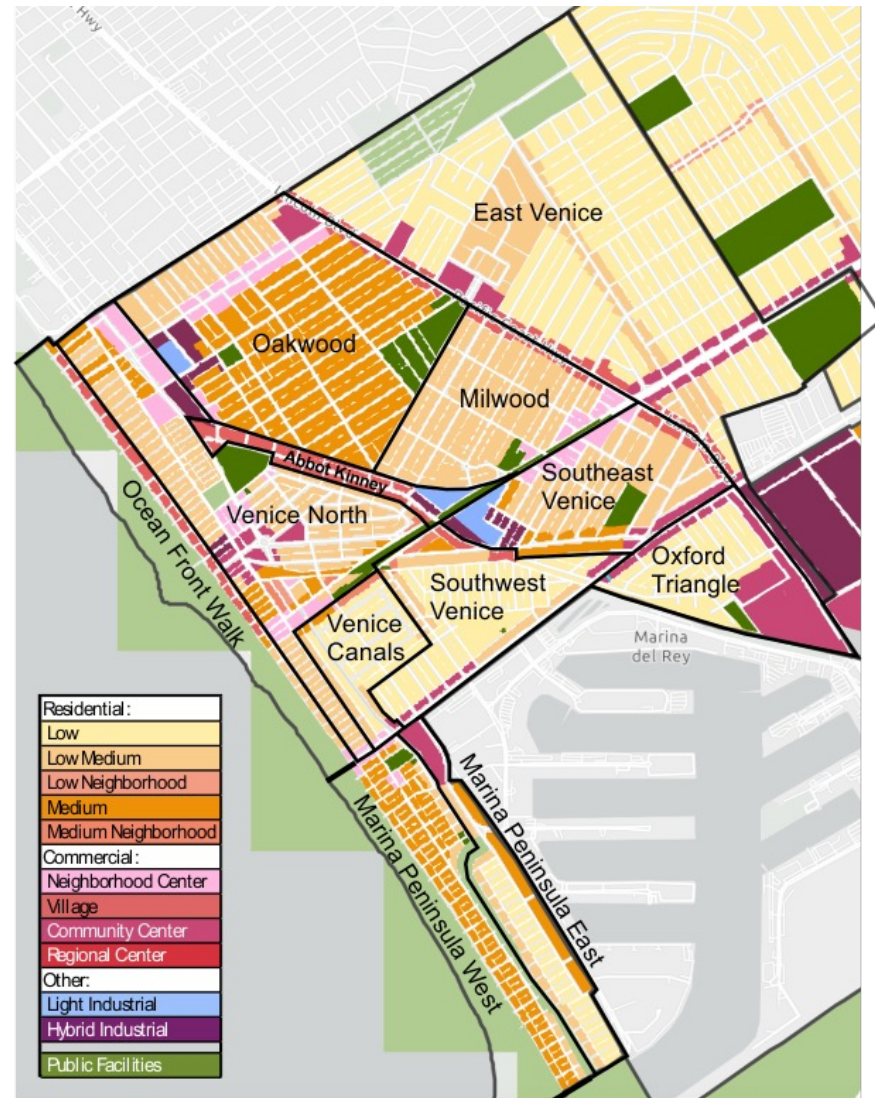 Hwy
East Venice
Oakwood
Milwood
Abbot Kinney
Southeast
Venice
Venice North
Ocean Front Walk
Oxford
Triangle
Southwest
Venice
Venice
Canals
Marina
del Rey
Marina Peninsula East
Marina Peninsula West
Residential:
Low
Low Medium
Low Neighborhood
Medium
Medium Neighborhood
Commercial:
Neighborhood Center
Village
Community Center
Regional Center
Other:
Light Industrial
Hybrid Industrial
Public Facilities